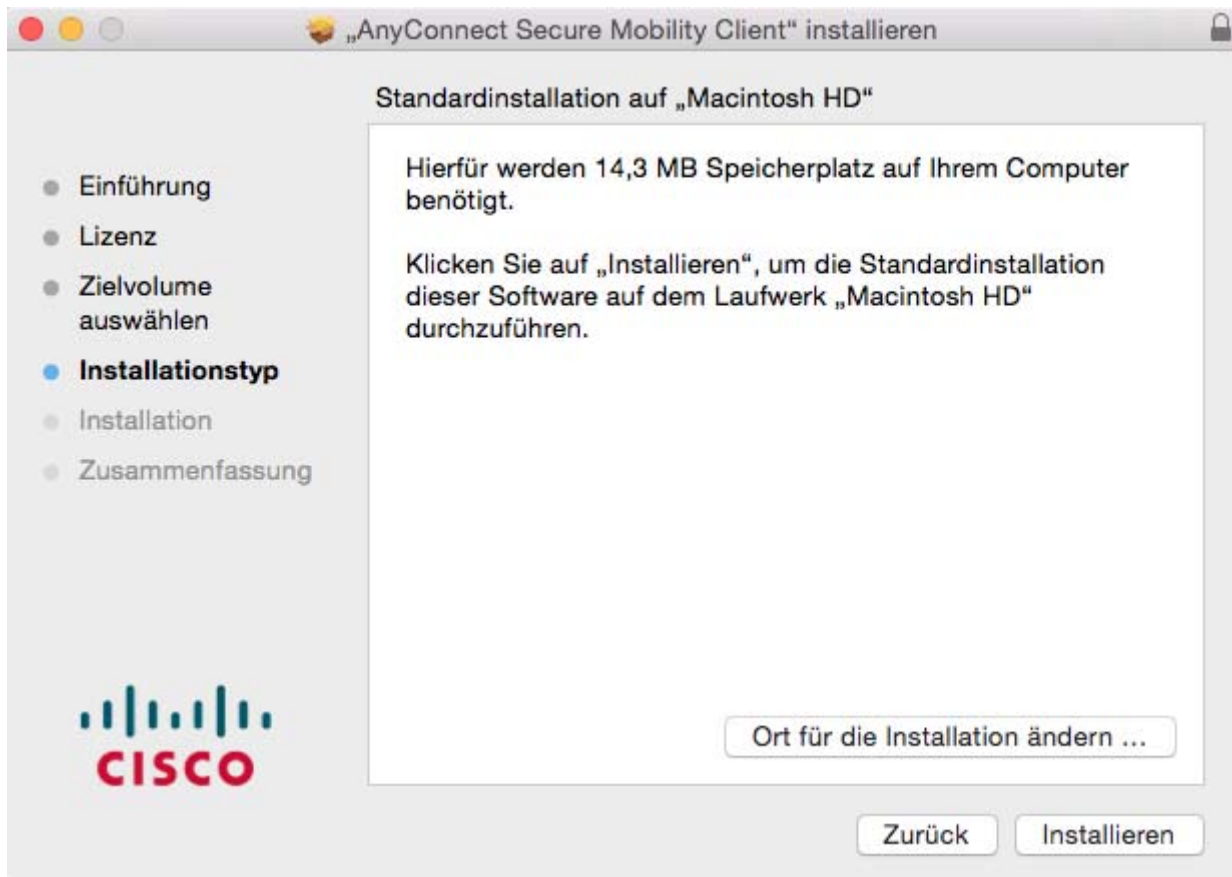 „AnyConnect Secure Mobility Client“ installieren
Standardinstallation auf „Macintosh HD“
Einführung
Lizenz
Zielvolume
auswählen
Installationstyp
Installation
Zusammenfassung
Hierfür werden 14,3 MB Speicherplatz auf Ihrem Computer
benötigt.
Klicken Sie auf „Installieren“, um die Standardinstallation
dieser Software auf dem Laufwerk „Macintosh HD“
durchzuführen.
Ort für die Installation ändern ...
CISCO
Zurück
Installieren